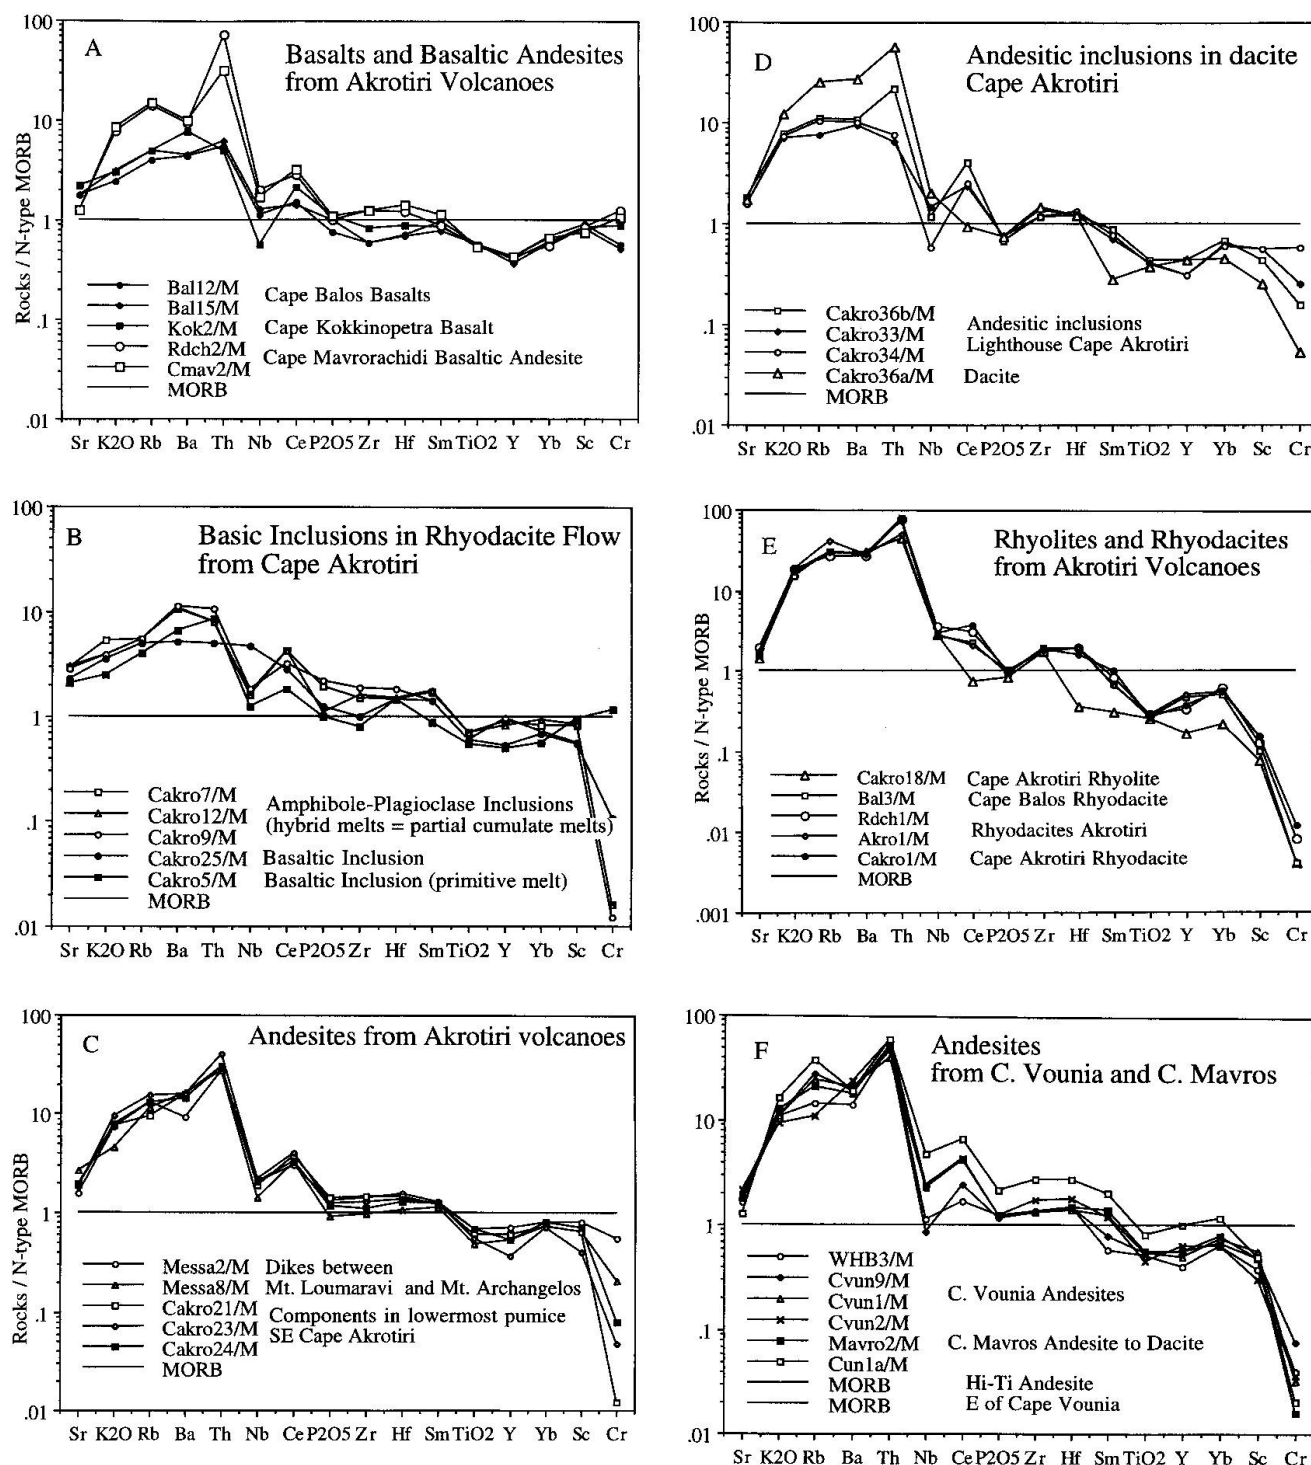 A
Basalts and Basaltic Andesites
from Akrotiri Volcanoes
Rocks / N-type MORB
100
10
1
.1
.01
Bal12/M
Bal15/M
Cape Balos Basalts
Kok2/M
Cape Kokkinopetra Basalt
Rdch2/M
Cmav2/M
Cape Mavrorachidi Basaltic Andesite
MORB
Sr K2O Rb Ba Th Nb Ce P2O5 Zr Hf Sm TiO2 Y Yb Sc Cr
B
Basic Inclusions in Rhyodacite Flow
from Cape Akrotiri
100
10
1
.1
.01
Cakro7/M
Cakro12/M
Cakro9/M
Amphibole-Plagioclase Inclusions
(hybrid melts = partial cumulate melts)
Cakro25/M Basaltic Inclusion
Cakro5/M Basaltic Inclusion (primitive melt)
MORB
Sr K2O Rb Ba Th Nb Ce P2O5 Zr Hf Sm TiO2 Y Yb Sc Cr
C
Andesites from Akrotiri volcanoes
Rocks / N-type MORB
100
10
1
.1
.01
Messa2/M Dikes between
Messa8/M Mt. Loumaravi and Mt. Archangelos
Cakro21/M
Cakro23/M
Cakro24/M
Components in lowermost pumice
SE Cape Akrotiri
MORB
Sr K2O Rb Ba Th Nb Ce P2O5 Zr Hf Sm TiO2 Y Yb Sc Cr
D
Andesitic inclusions in dacite
Cape Akrotiri
100
10
1
.1
.01
Cakro36b/M
Cakro33/M
Cakro34/M
Andesitic inclusions
Lighthouse Cape Akrotiri
Cakro36a/M Dacite
MORB
Sr K2O Rb Ba Th Nb Ce P2O5 Zr Hf Sm TiO2 Y Yb Sc Cr
E
Rhyolites and Rhyodacites
from Akrotiri Volcanoes
Rocks / N-type MORB
100
10
1
.1
.01
.001
Cakro18/M Cape Akrotiri Rhyolite
Bal3/M Cape Balos Rhyodacite
Rdch1/M
Akro1/M
Rhyodacites Akrotiri
Cakro1/M Cape Akrotiri Rhyodacite
MORB
Sr K2O Rb Ba Th Nb Ce P2O5 Zr Hf Sm TiO2 Y Yb Sc Cr
F
Andesites
from C. Vounia and C. Mavros
100
10
1
.1
.01
WHB3/M
Cvun9/M
Cvun1/M
Cvun2/M
C. Vounia Andesites
Mavro2/M
C. Mavros Andesite to Dacite
Cun1a/M
MORB
MORB
Hi-Ti Andesite
E of Cape Vounia
Sr K2O Rb Ba Th Nb Ce P2O5 Zr Hf Sm TiO2 Y Yb Sc Cr